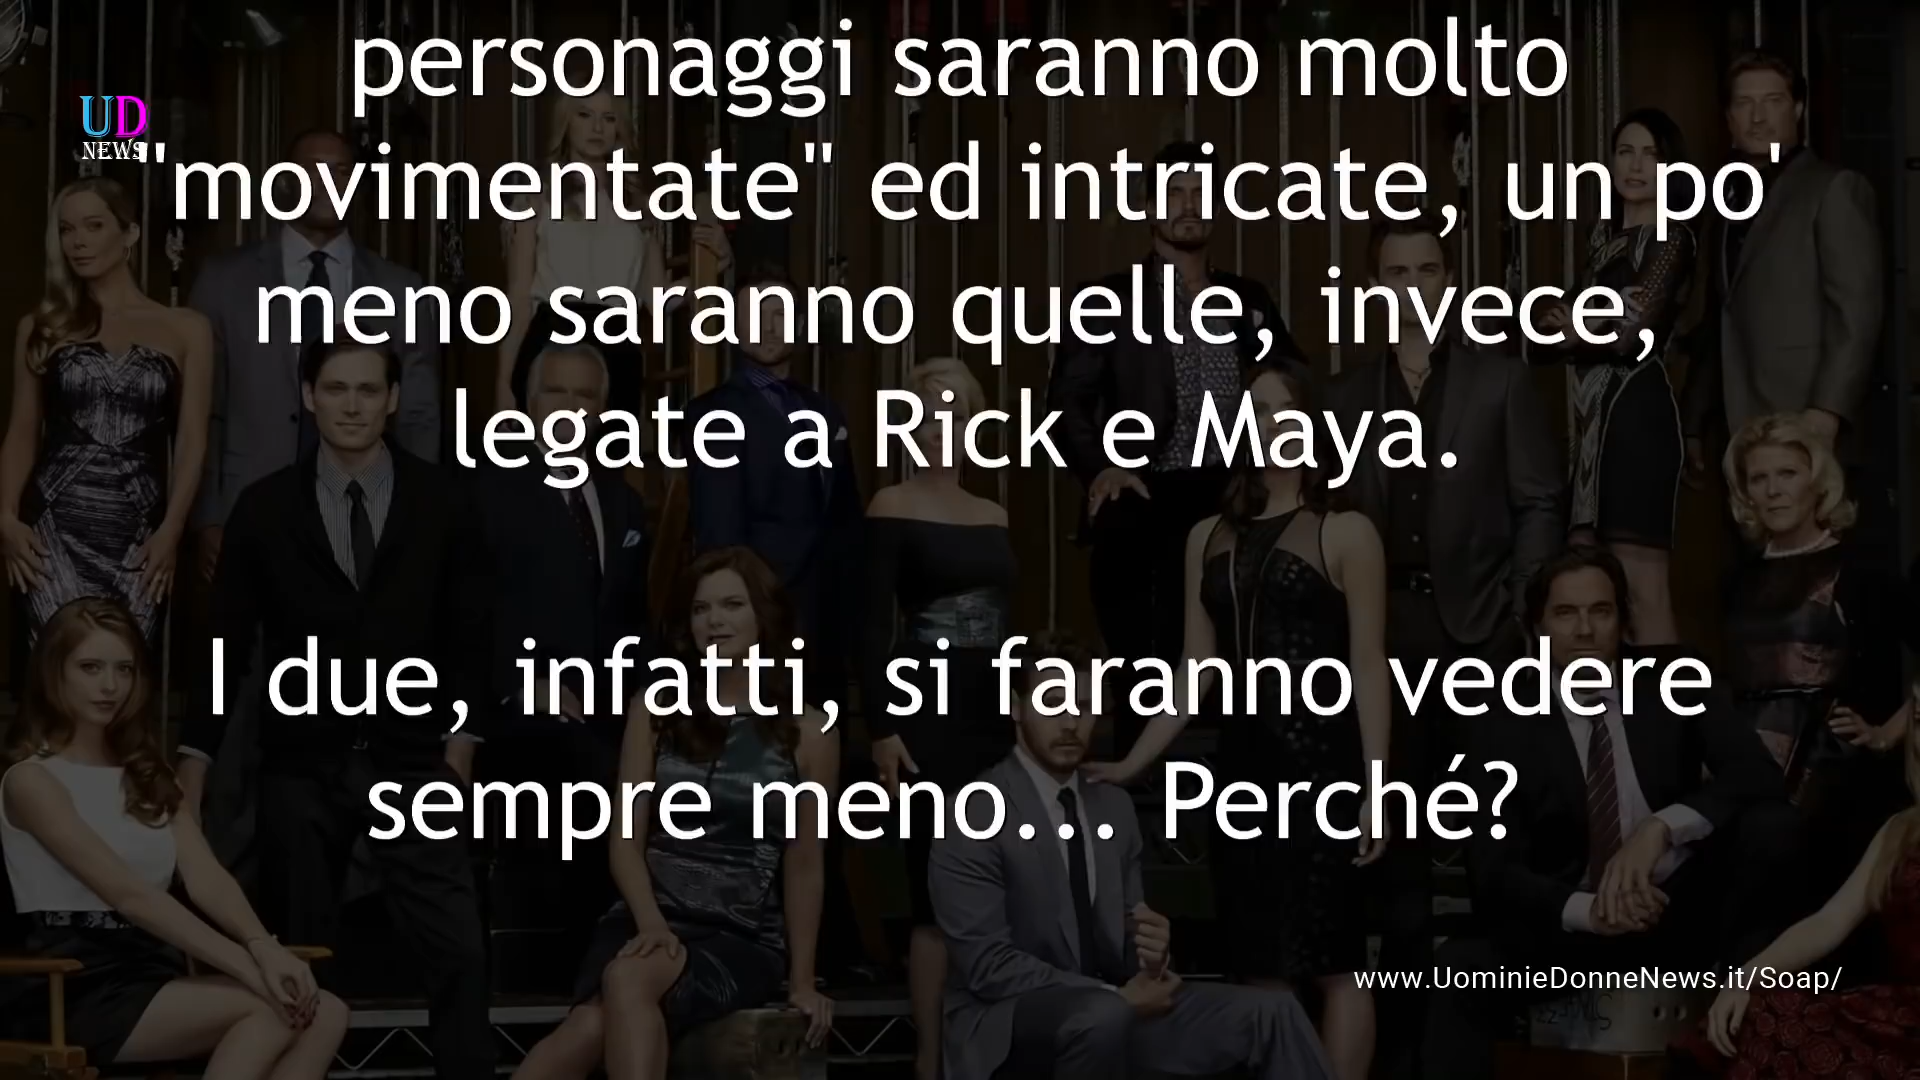 personaggi saranno molto
UD
NEWS
"movimentate" ed intricate, un po'
meno saranno quelle, invece,
legate a Rick e Maya.
I due, infatti, si faranno vedere
sempre meno... Perché?
www.UominieDonneNews.it/Soap/